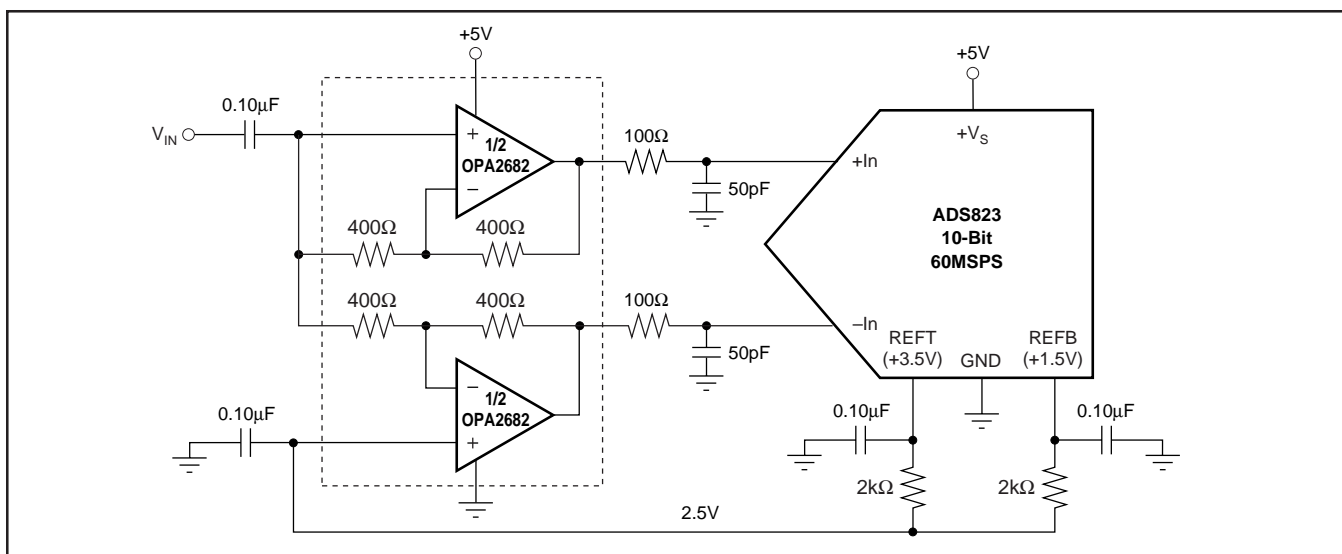 +5V
+5V
0.10µF
V_IN
+
1/2
OPA2682
−
100Ω
50pF
400Ω
400Ω
+V_S
+In
ADS823
10-Bit
60MSPS
400Ω
400Ω
100Ω
50pF
–In
REFT
(+3.5V)
GND
REFB
(+1.5V)
−
1/2
OPA2682
+
0.10µF
0.10µF
0.10µF
2kΩ
2kΩ
2.5V